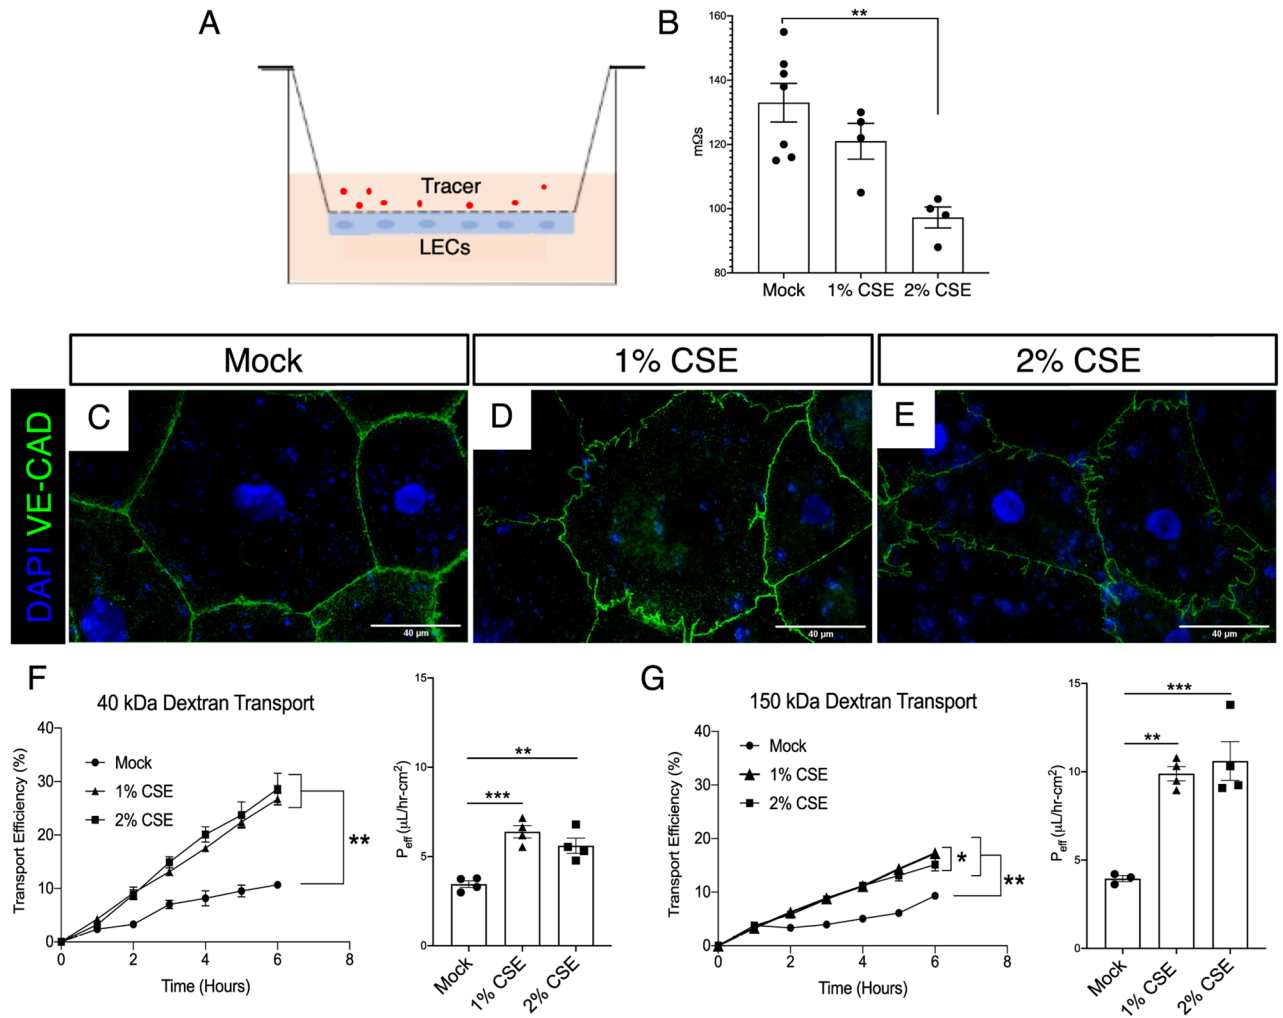 A
Tracer
LECs
B
**
160
140
120
100
80
mΩs
Mock
1% CSE
2% CSE
Mock
1% CSE
2% CSE
DAPI VE-CAD
C
40 µm
D
40 µm
E
40 µm
F
40 kDa Dextran Transport
Transport Efficiency (%)
40
30
20
10
0
0
2
4
6
8
Time (Hours)
Mock
1% CSE
2% CSE
**
Peff (µL/hr-cm2)
15
10
5
0
**
***
Mock
1% CSE
2% CSE
G
150 kDa Dextran Transport
Transport Efficiency (%)
40
30
20
10
0
0
2
4
6
8
Time (Hours)
Mock
1% CSE
2% CSE
*
**
Peff (µL/hr-cm2)
15
10
5
0
***
**
Mock
1% CSE
2% CSE